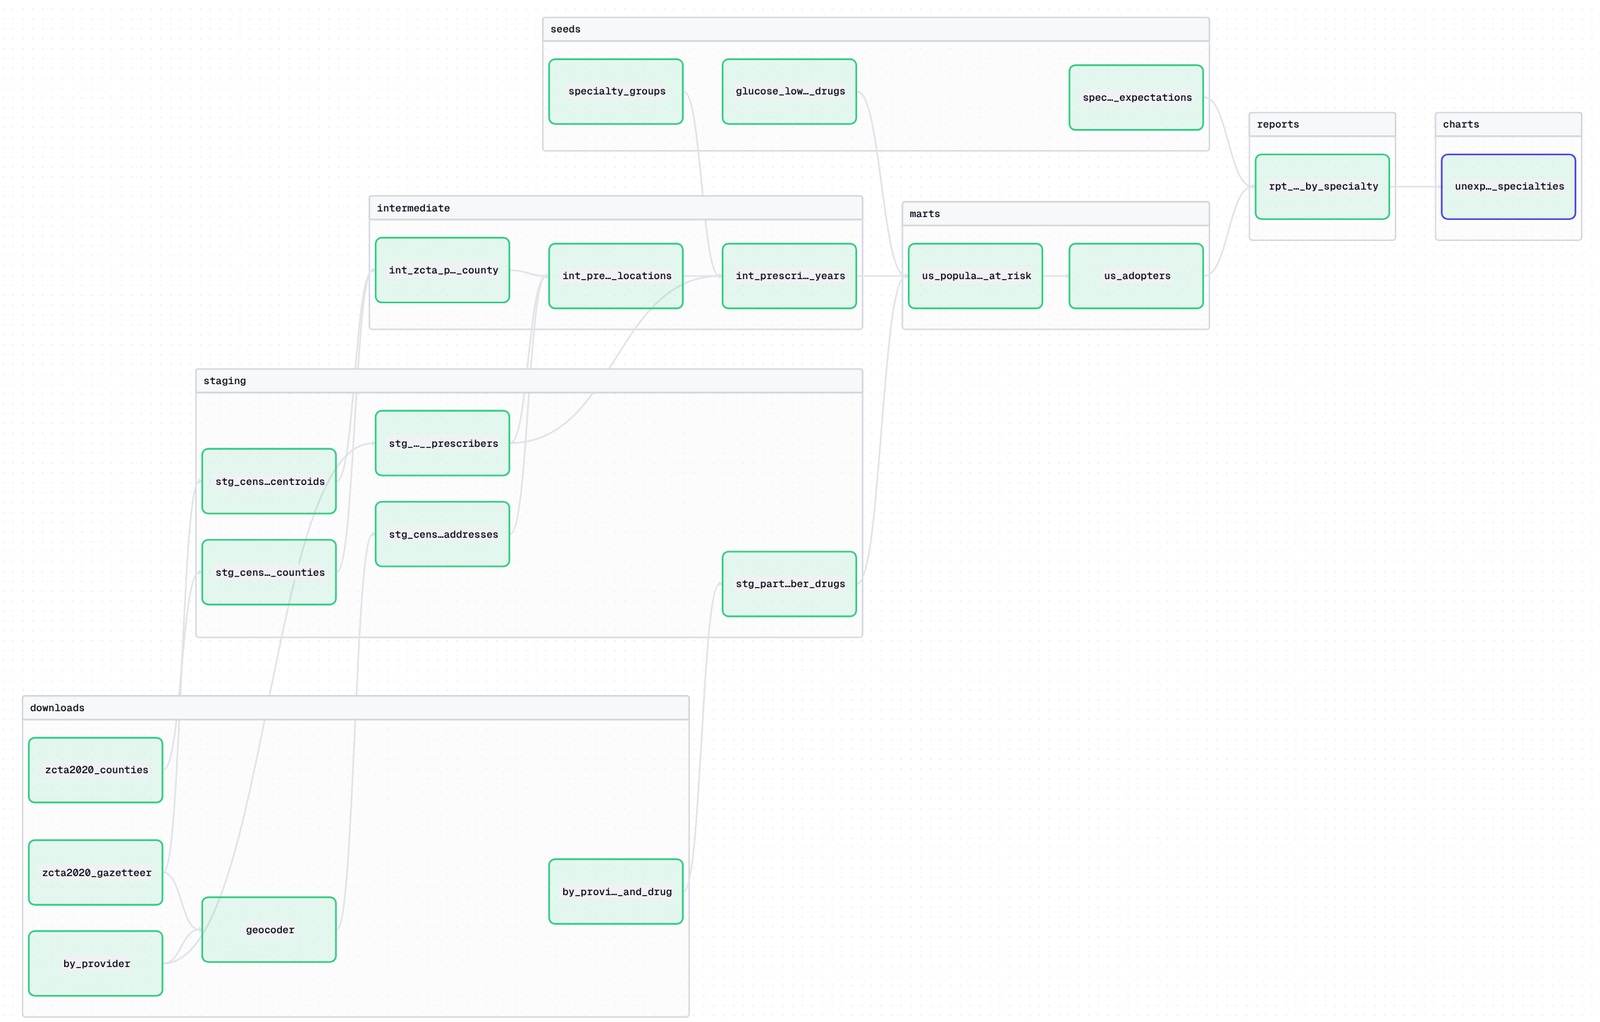 seeds
specialty_groups
glucose_low…_drugs
spec…_expectations
reports
rpt_…_by_specialty
charts
unexp…_specialties
intermediate
int_zcta_p…_county
int_pre…_locations
int_prescri…_years
marts
us_popula…_at_risk
us_adopters
staging
stg_…__prescribers
stg_cens…centroids
stg_cens…addresses
stg_cens…_counties
stg_part…ber_drugs
downloads
zcta2020_counties
zcta2020_gazetteer
by_provi…_and_drug
geocoder
by_provider